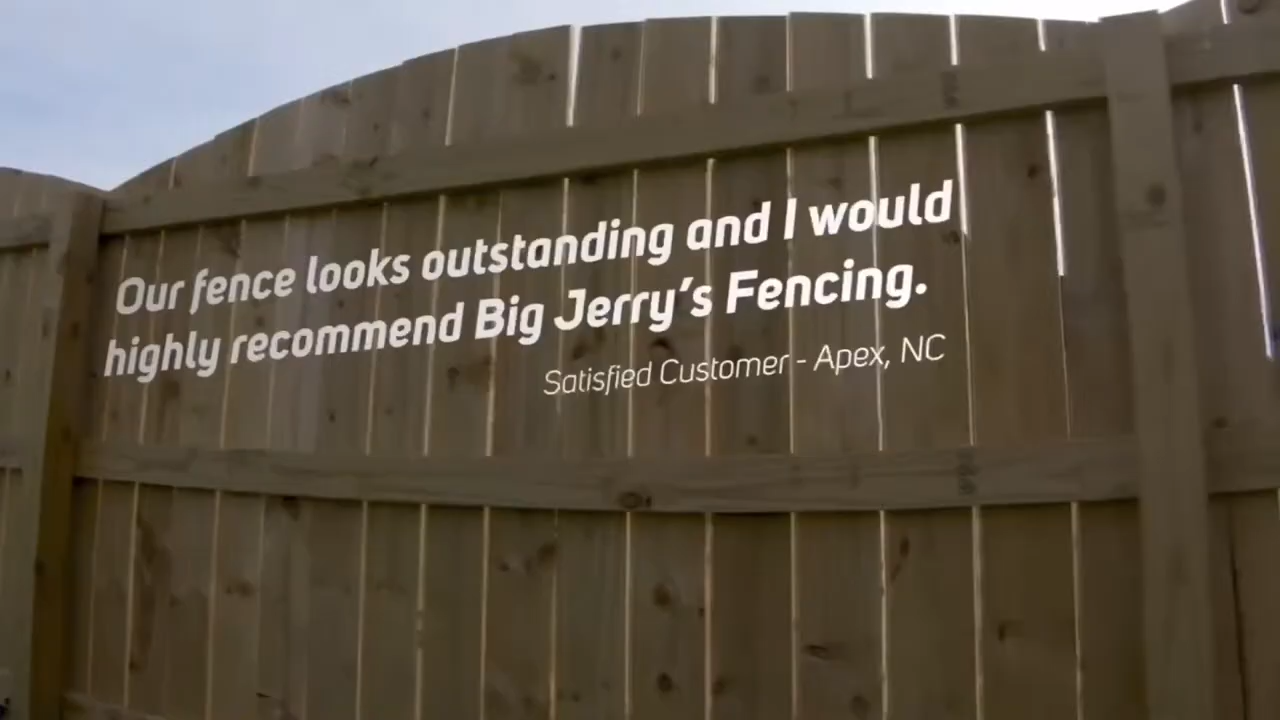 Our fence looks outstanding and I would
highly recommend Big Jerry's Fencing.
Satisfied Customer - Apex, NC